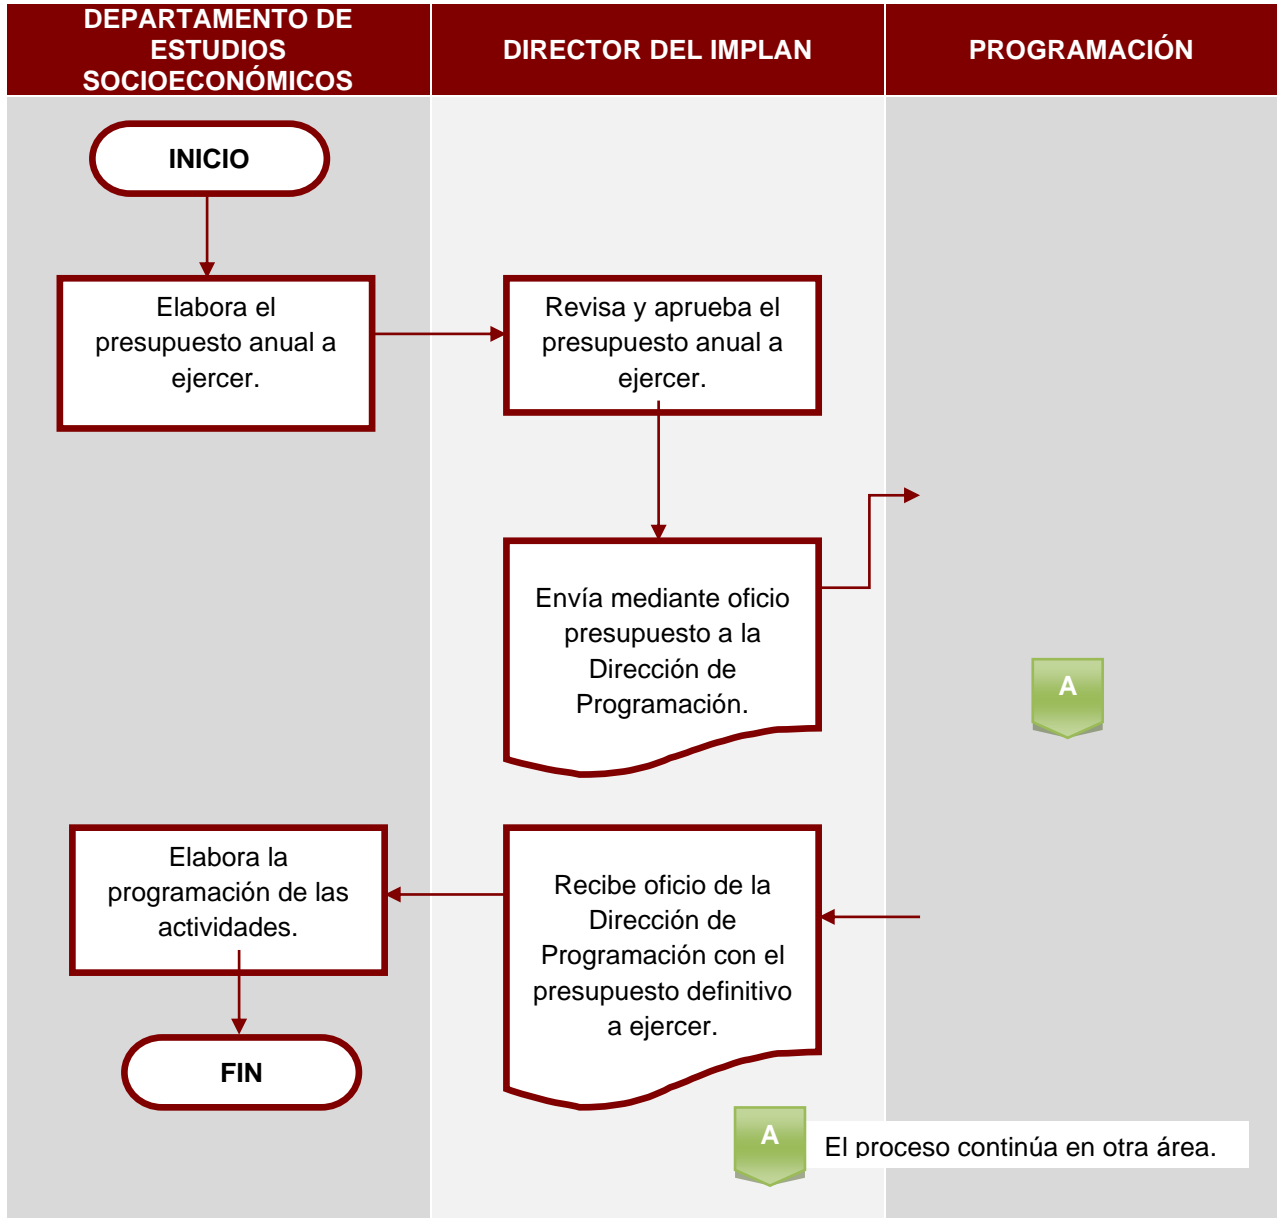 DEPARTAMENTO DE
ESTUDIOS
SOCIOECONÓMICOS
DIRECTOR DEL IMPLAN
PROGRAMACIÓN
INICIO
Elabora el
presupuesto anual a
ejercer.
Revisa y aprueba el
presupuesto anual a
ejercer.
Envía mediante oficio
presupuesto a la
Dirección de
Programación.
A
Recibe oficio de la
Dirección de
Programación con el
presupuesto definitivo
a ejercer.
Elabora la
programación de las
actividades.
FIN
A
El proceso continúa en otra área.